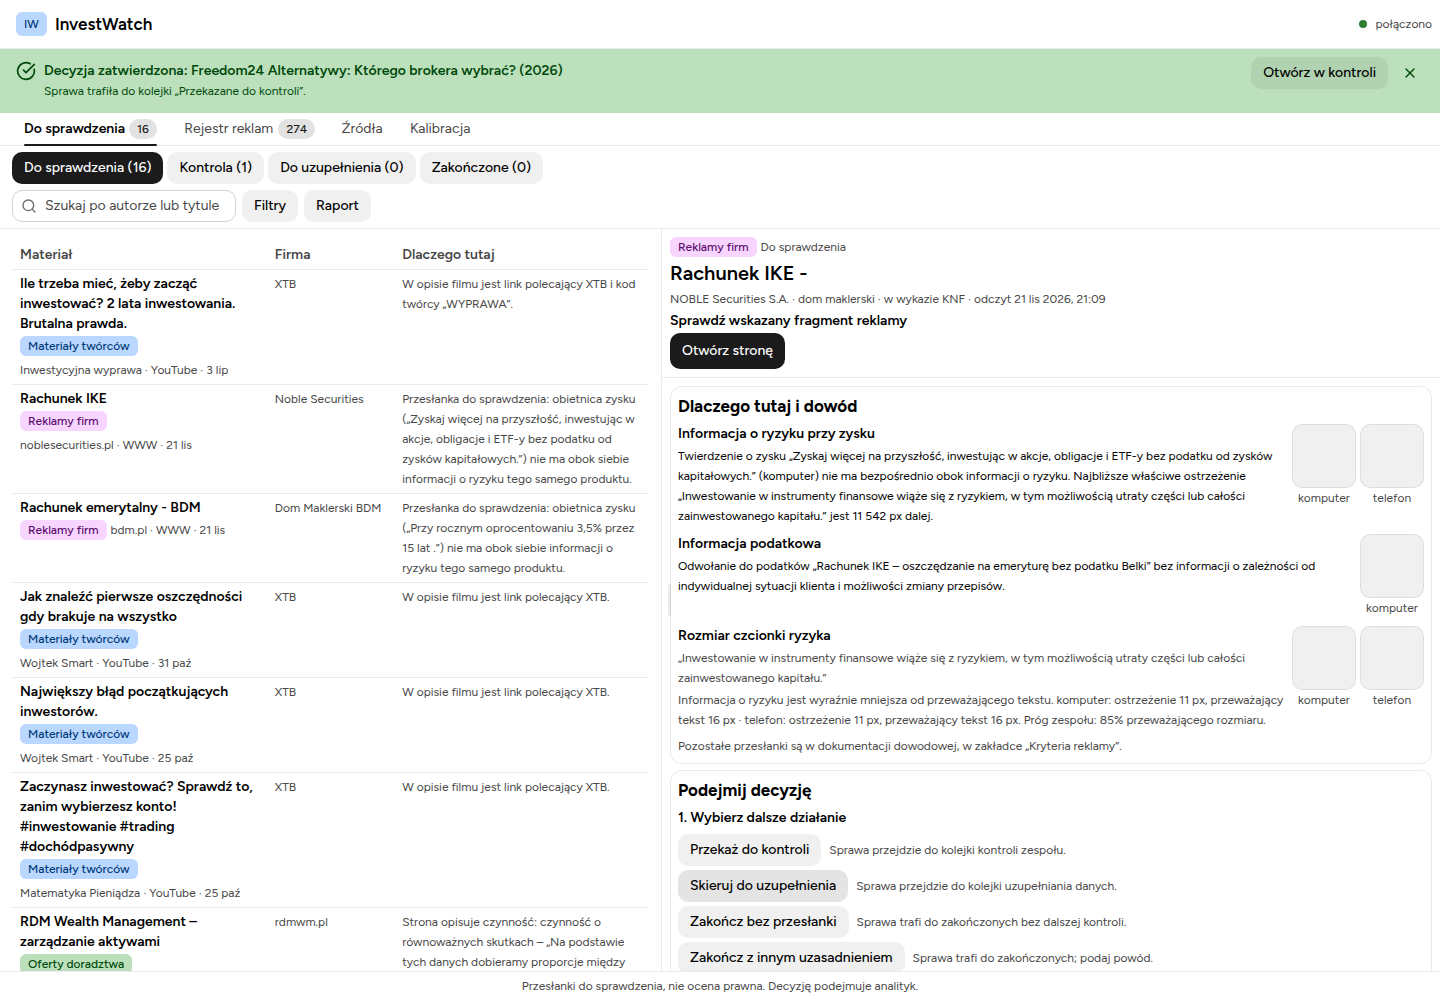 IW InvestWatch
połączono
Decyzja zatwierdzona: Freedom24 Alternatywy: Którego brokera wybrać? (2026)
Sprawa trafiła do kolejki „Przekazane do kontroli”.
Otwórz w kontroli
Do sprawdzenia 16 Rejestr reklam 274 Źródła Kalibracja
Do sprawdzenia (16) Kontrola (1) Do uzupełnienia (0) Zakończone (0)
Szukaj po autorze lub tytule Filtry Raport
Materiał Firma Dlaczego tutaj
Ile trzeba mieć, żeby zacząć
inwestować? 2 lata inwestowania.
Brutalna prawda.
Materiały twórców
Inwestycyjna wyprawa · YouTube · 3 lip
XTB
W opisie filmu jest link polecający XTB i kod
twórcy „WYPRAWA”.
Rachunek IKE
Reklamy firm
noblesecurities.pl · WWW · 21 lis
Noble Securities
Przesłanka do sprawdzenia: obietnica zysku
(„Zyskaj więcej na przyszłość, inwestując w
akcje, obligacje i ETF-y bez podatku od
zysków kapitałowych.”) nie ma obok siebie
informacji o ryzyku tego samego produktu.
Rachunek emerytalny - BDM
Reklamy firm bdm.pl · WWW · 21 lis
Dom Maklerski BDM
Przesłanka do sprawdzenia: obietnica zysku
(„Przy rocznym oprocentowaniu 3,5% przez
15 lat .”) nie ma obok siebie informacji o
ryzyku tego samego produktu.
Jak znaleźć pierwsze oszczędności
gdy brakuje na wszystko
Materiały twórców
Wojtek Smart · YouTube · 31 paź
XTB
W opisie filmu jest link polecający XTB.
Największy błąd początkujących
inwestorów.
Materiały twórców
Wojtek Smart · YouTube · 25 paź
XTB
W opisie filmu jest link polecający XTB.
Zaczynasz inwestować? Sprawdź to,
zanim wybierzesz konto!
#inwestowanie #trading
#dochódpasywny
Materiały twórców
Matematyka Pieniądza · YouTube · 25 paź
XTB
W opisie filmu jest link polecający XTB.
RDM Wealth Management –
zarządzanie aktywami
Oferty doradztwa
rdmwm.pl
Strona opisuje czynność: czynność o
równoważnych skutkach – „Na podstawie
tych danych dobieramy proporcje między
Reklamy firm Do sprawdzenia
Rachunek IKE -
NOBLE Securities S.A. · dom maklerski · w wykazie KNF · odczyt 21 lis 2026, 21:09
Sprawdź wskazany fragment reklamy
Otwórz stronę
Dlaczego tutaj i dowód
Informacja o ryzyku przy zysku
Twierdzenie o zysku „Zyskaj więcej na przyszłość, inwestując w akcje, obligacje i ETF-y bez podatku od zysków
kapitałowych.” (komputer) nie ma bezpośrednio obok informacji o ryzyku. Najbliższe właściwe ostrzeżenie
„Inwestowanie w instrumenty finansowe wiąże się z ryzykiem, w tym możliwością utraty części lub całości
zainwestowanego kapitału.” jest 11 542 px dalej.
komputer telefon
Informacja podatkowa
Odwołanie do podatków „Rachunek IKE – oszczędzanie na emeryturę bez podatku Belki” bez informacji o zależności od
indywidualnej sytuacji klienta i możliwości zmiany przepisów.
komputer
Rozmiar czcionki ryzyka
„Inwestowanie w instrumenty finansowe wiąże się z ryzykiem, w tym możliwością utraty części lub całości
zainwestowanego kapitału.”
Informacja o ryzyku jest wyraźnie mniejsza od przeważającego tekstu. komputer: ostrzeżenie 11 px, przeważający
tekst 16 px · telefon: ostrzeżenie 11 px, przeważający tekst 16 px. Próg zespołu: 85% przeważającego rozmiaru.
komputer telefon
Pozostałe przesłanki są w dokumentacji dowodowej, w zakładce „Kryteria reklamy”.
Podejmij decyzję
1. Wybierz dalsze działanie
Przekaż do kontroli Sprawa przejdzie do kolejki kontroli zespołu.
Skieruj do uzupełnienia Sprawa przejdzie do kolejki uzupełniania danych.
Zakończ bez przesłanki Sprawa trafi do zakończonych bez dalszej kontroli.
Zakończ z innym uzasadnieniem Sprawa trafi do zakończonych; podaj powód.
Przesłanki do sprawdzenia, nie ocena prawna. Decyzję podejmuje analityk.